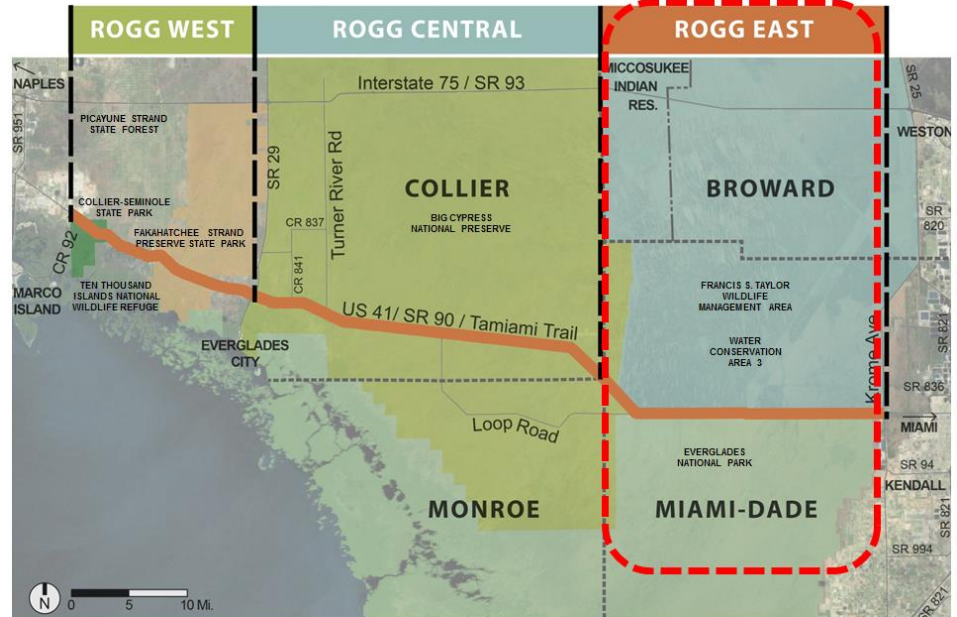 ROGG WEST
ROGG CENTRAL
ROGG EAST
NAPLES
SR 951
PICAYUNE STRAND
STATE FOREST
COLLIER-SEMINOLE
STATE PARK
FAKAHATCHEE STRAND
PRESERVE STATE PARK
CR 92
TEN THOUSAND
ISLANDS NATIONAL
WILDLIFE REFUGE
MARCO
ISLAND
Interstate 75 / SR 93
SR 29
Turner River Rd
CR 837
CR 841
COLLIER
BIG CYPRESS
NATIONAL PRESERVE
US 41/ SR 90 / Tamiami Trail
EVERGLADES
CITY
Loop Road
MONROE
MICCOSUKEE
INDIAN
RES.
BROWARD
FRANCIS S. TAYLOR
WILDLIFE
MANAGEMENT AREA
WATER
CONSERVATION
AREA 3
EVERGLADES
NATIONAL PARK
MIAMI-DADE
SR 25
WESTON
SR
820
SR 821
Krome Ave
SR 836
MIAMI
SR 94
KENDALL
SR 821
SR 994
SR 821
N
0
5
10 Mi.